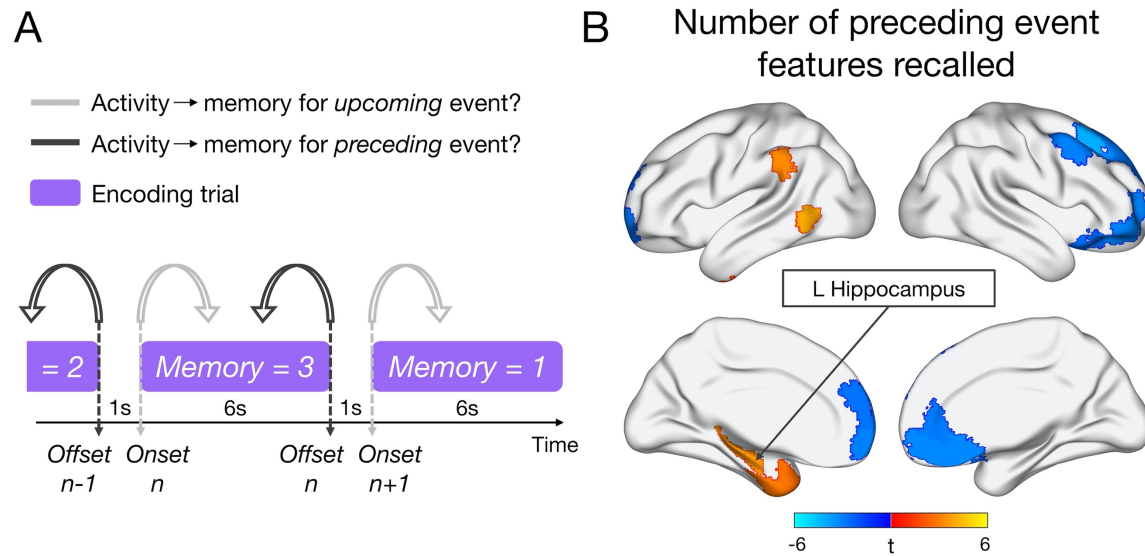 A
Activity → memory for upcoming event?
Activity → memory for preceding event?
Encoding trial
= 2
Memory = 3
Memory = 1
1s
6s
1s
6s
Time
Offset
n-1
Onset
n
Offset
n
Onset
n+1
B
Number of preceding event
features recalled
L Hippocampus
-6
t
6